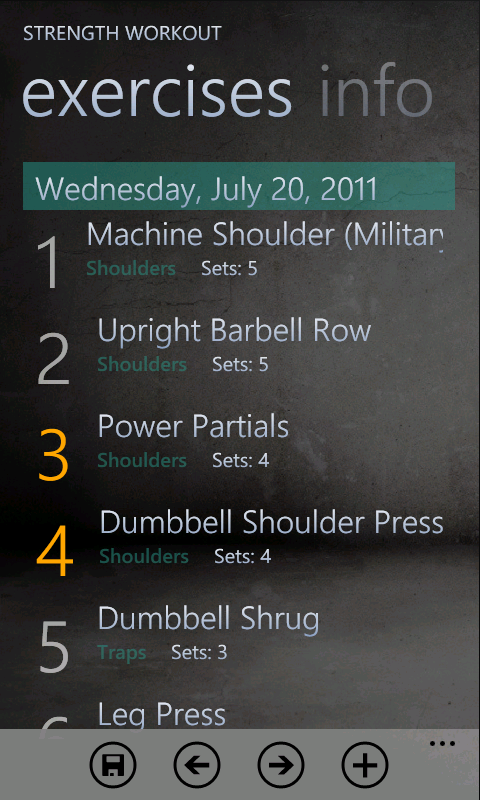 STRENGTH WORKOUT
exercises info
Wednesday, July 20, 2011
1 Machine Shoulder (Military
Shoulders Sets: 5
2 Upright Barbell Row
Shoulders Sets: 5
3 Power Partials
Shoulders Sets: 4
4 Dumbbell Shoulder Press
Shoulders Sets: 4
5 Dumbbell Shrug
Traps Sets: 3
6 Leg Press